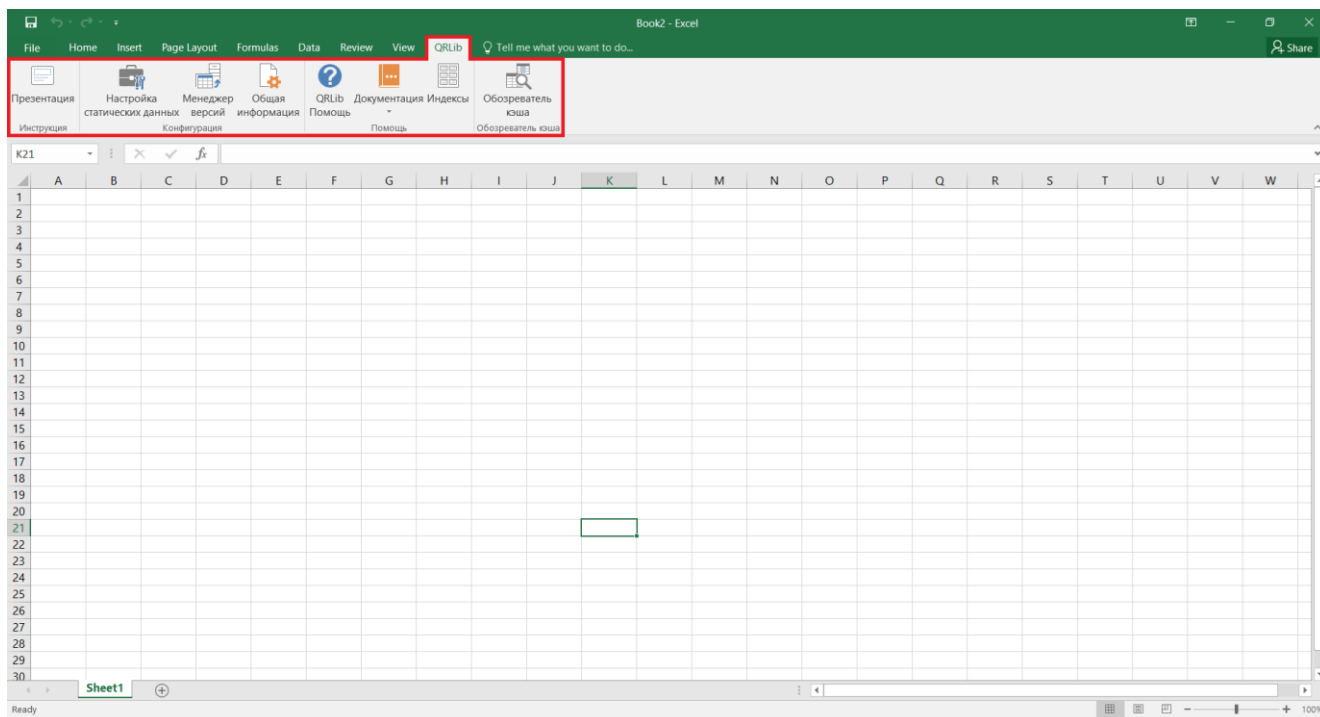 Book2 - Excel
File Home Insert Page Layout Formulas Data Review View QRLib Tell me what you want to do... Share
Презентация
Настройка статических данных
Менеджер версий
Общая информация
QRLib Помощь
Документация
Индексы
Обозреватель кэша
Инструкция Конфигурация Помощь Обозреватель кэша
K21 fx
A B C D E F G H I J K L M N O P Q R S T U V W
1
2
3
4
5
6
7
8
9
10
11
12
13
14
15
16
17
18
19
20
21
22
23
24
25
26
27
28
29
30
Sheet1
Ready 100%